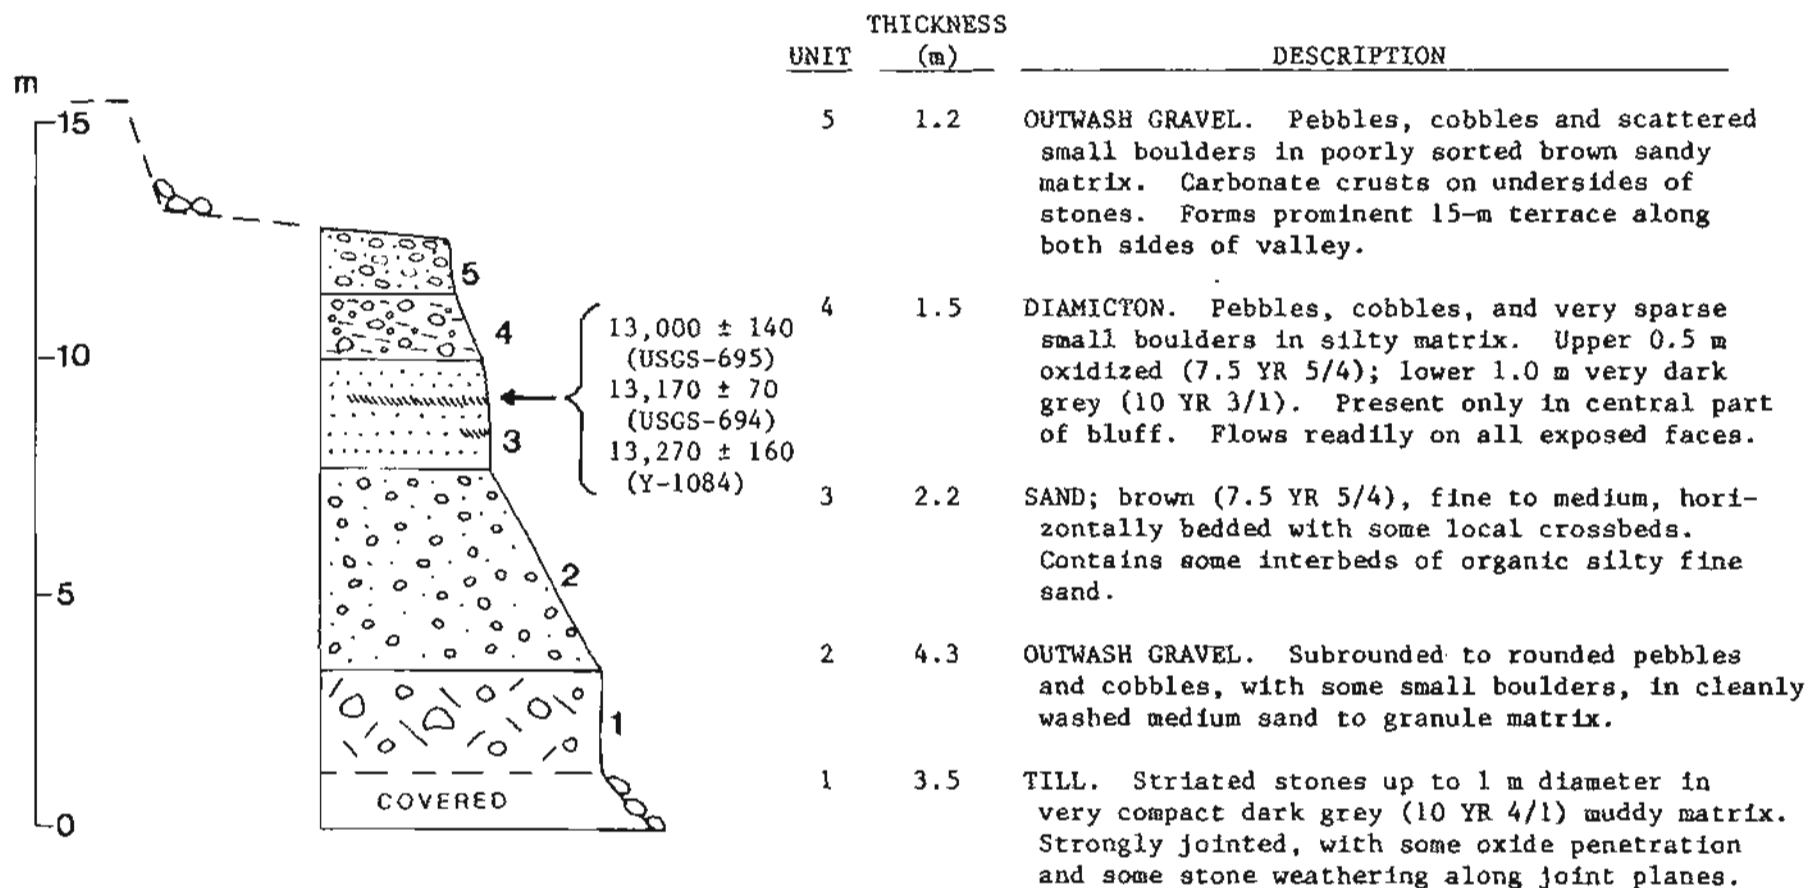 m
15
10
5
0
5
4
3
2
1
COVERED
13,000 ± 140
(USGS-695)
13,170 ± 70
(USGS-694)
13,270 ± 160
(Y-1084)
THICKNESS
UNIT (m) DESCRIPTION
5 1.2 OUTWASH GRAVEL. Pebbles, cobbles and scattered
small boulders in poorly sorted brown sandy
matrix. Carbonate crusts on undersides of
stones. Forms prominent 15-m terrace along
both sides of valley.
4 1.5 DIAMICTON. Pebbles, cobbles, and very sparse
small boulders in silty matrix. Upper 0.5 m
oxidized (7.5 YR 5/4); lower 1.0 m very dark
grey (10 YR 3/1). Present only in central part
of bluff. Flows readily on all exposed faces.
3 2.2 SAND; brown (7.5 YR 5/4), fine to medium, hori-
zontally bedded with some local crossbeds.
Contains some interbeds of organic silty fine
sand.
2 4.3 OUTWASH GRAVEL. Subrounded to rounded pebbles
and cobbles, with some small boulders, in cleanly
washed medium sand to granule matrix.
1 3.5 TILL. Striated stones up to 1 m diameter in
very compact dark grey (10 YR 4/1) muddy matrix.
Strongly jointed, with some oxide penetration
and some stone weathering along joint planes.